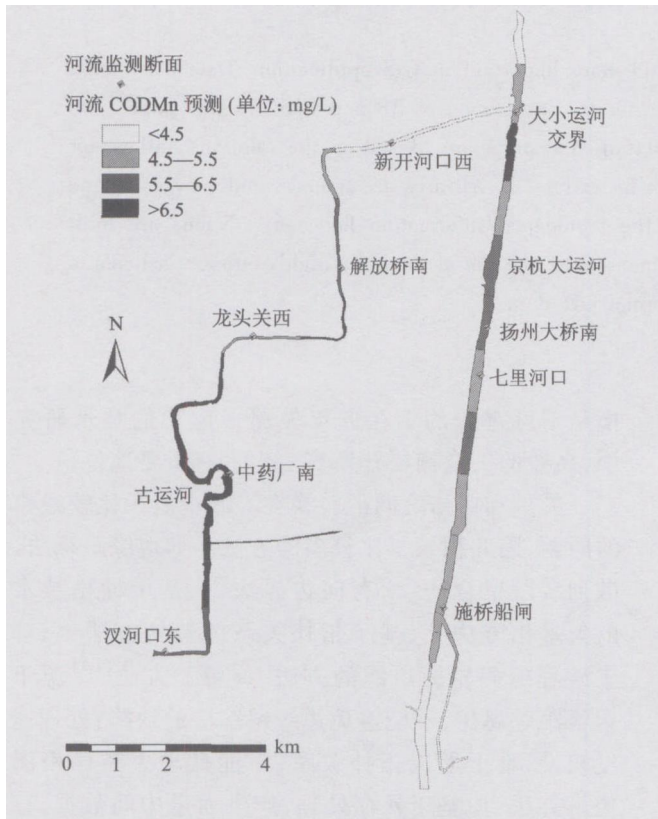 河流监测断面
河流 CODMn 预测 (单位: mg/L)
<4.5
4.5—5.5
5.5—6.5
>6.5
大小运河
交界
新开河口西
解放桥南
京杭大运河
龙头关西
N
扬州大桥南
七里河口
中药厂南
古运河
施桥船闸
汊河口东
km
0 2 4